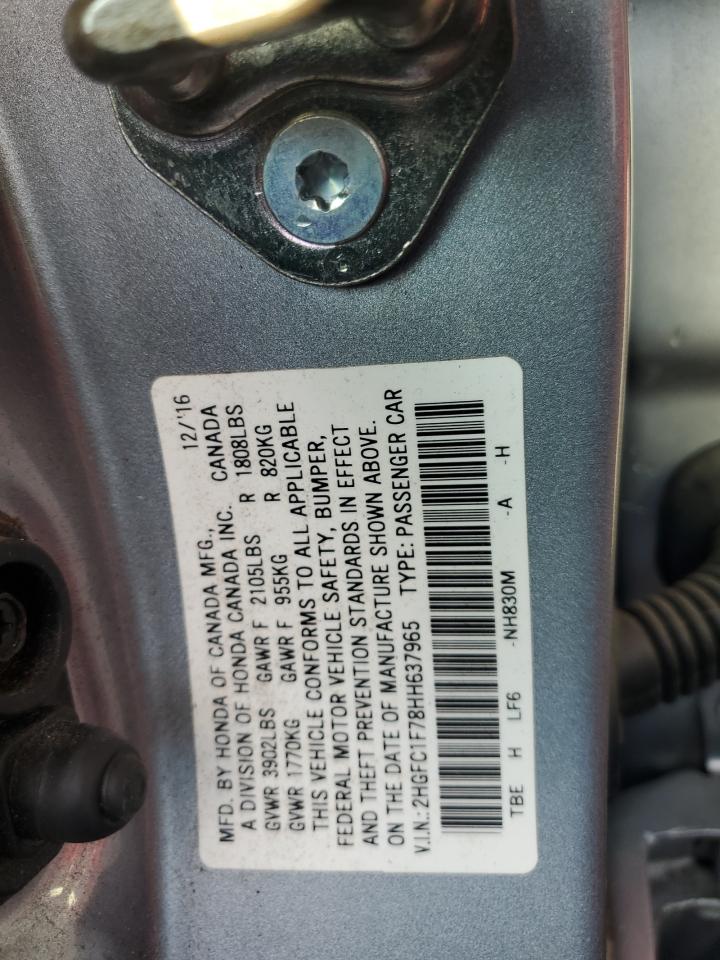 MFD. BY HONDA OF CANADA MFG., 12/'16
A DIVISION OF HONDA CANADA INC. CANADA
GVWR 3902LBS GAWR F 2105LBS R 1808LBS
GVWR 1770KG GAWR F 955KG R 820KG
THIS VEHICLE CONFORMS TO ALL APPLICABLE
FEDERAL MOTOR VEHICLE SAFETY, BUMPER,
AND THEFT PREVENTION STANDARDS IN EFFECT
ON THE DATE OF MANUFACTURE SHOWN ABOVE.
V.I.N.: 2HGFC1F78HH637965 TYPE: PASSENGER CAR
TBE H LF6 -NH830M -A -H